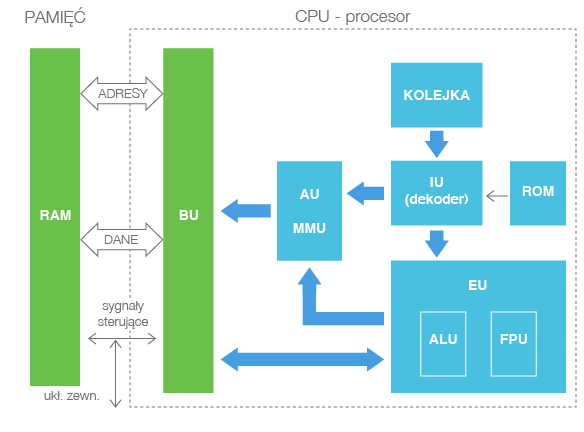 PAMIĘĆ
CPU - procesor
ADRESY
KOLEJKA
IU
(dekoder)
ROM
AU
MMU
RAM
BU
DANE
EU
sygnały
sterujące
ALU
FPU
ukł. zewn.